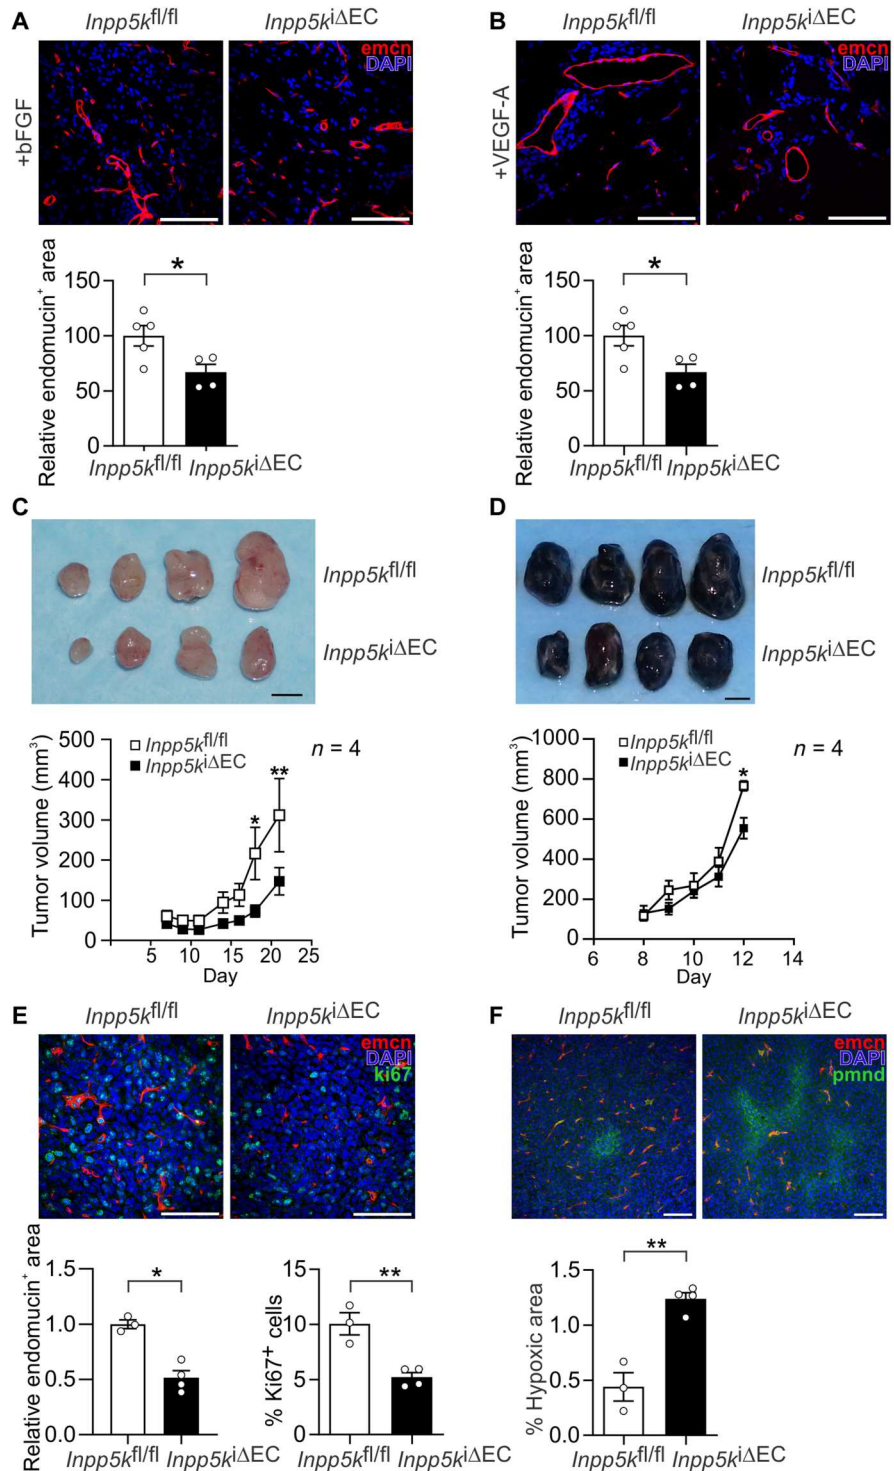 A
Inpp5kfl/fl
Inpp5kiΔEC
+bFGF
emcn
DAPI
Relative endomucin+ area
150
100
50
0
*
Inpp5kfl/fl
Inpp5kiΔEC
B
Inpp5kfl/fl
Inpp5kiΔEC
+VEGF-A
emcn
DAPI
Relative endomucin+ area
150
100
50
0
*
Inpp5kfl/fl
Inpp5kiΔEC
C
Inpp5kfl/fl
Inpp5kiΔEC
Tumor volume (mm3)
500
400
300
200
100
0
Inpp5kfl/fl
Inpp5kiΔEC
n = 4
*
**
5 10 15 20 25
Day
D
Inpp5kfl/fl
Inpp5kiΔEC
Tumor volume (mm3)
1000
800
600
400
200
0
Inpp5kfl/fl
Inpp5kiΔEC
n = 4
*
6 8 10 12 14
Day
E
Inpp5kfl/fl
Inpp5kiΔEC
emcn
DAPI
ki67
Relative endomucin+ area
1.5
1.0
0.5
0.0
*
Inpp5kfl/fl
Inpp5kiΔEC
% Ki67+ cells
15
10
5
0
**
Inpp5kfl/fl
Inpp5kiΔEC
F
Inpp5kfl/fl
Inpp5kiΔEC
emcn
DAPI
pmnd
% Hypoxic area
1.5
1.0
0.5
0.0
**
Inpp5kfl/fl
Inpp5kiΔEC